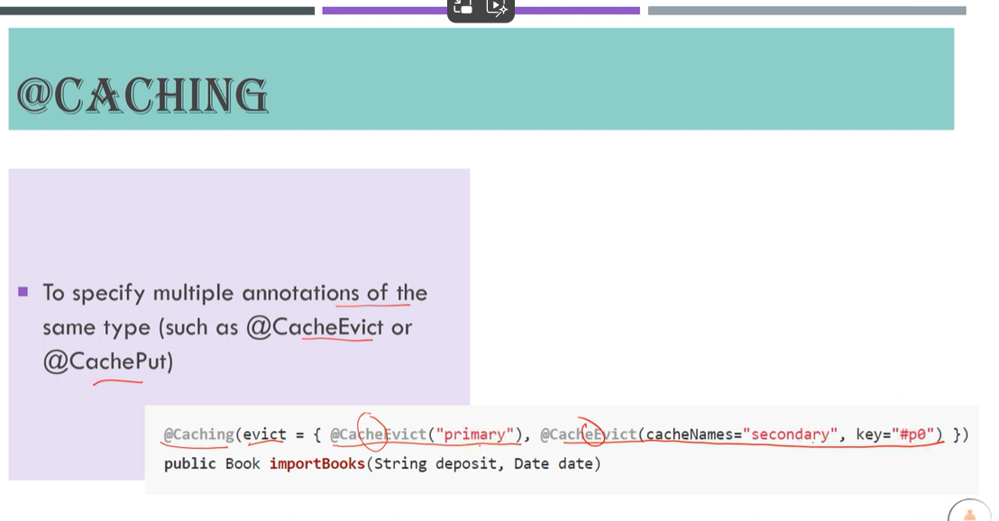 @CACHING
To specify multiple annotations of the
same type (such as @CacheEvict or
@CachePut)
@Caching(evict = { @CacheEvict("primary"), @CacheEvict(cacheNames="secondary", key="#p0") })
public Book importBooks(String deposit, Date date)